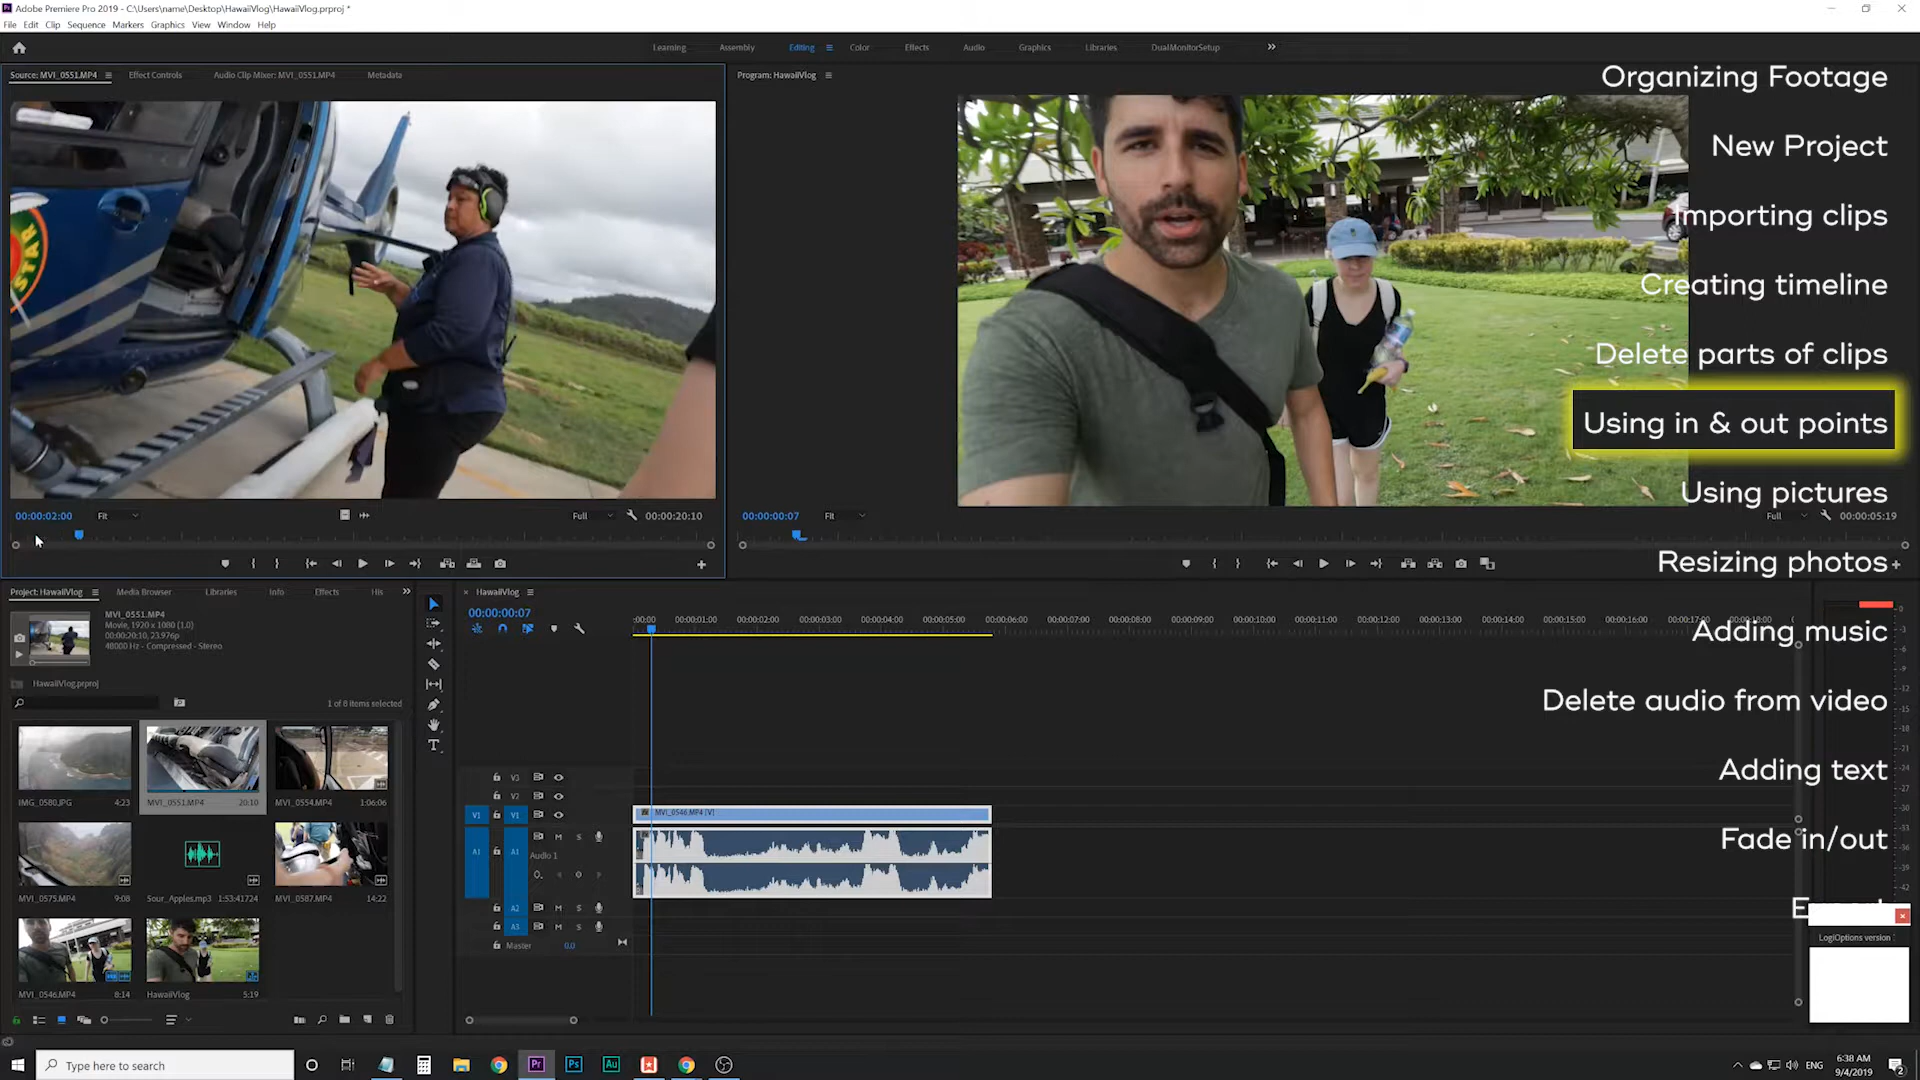 Adobe Premiere Pro 2019 - C:\Users\name\Desktop\HawaiiVlog\HawaiiVlog.prproj *
File Edit Clip Sequence Markers Graphics View Window Help
Learning Assembly Editing Color Effects Audio Graphics Libraries DualMonitorSetup
Source: MVI_0551.MP4 Effect Controls Audio Clip Mixer: MVI_0551.MP4 Metadata
Program: HawaiiVlog
STAR
Organizing Footage
New Project
Importing clips
Creating timeline
Delete parts of clips
Using in & out points
Using pictures
Resizing photos
Adding music
Delete audio from video
Adding text
Fade in/out
00:00:02:00 Fit Full 00:00:20:10
00:00:00:07 Fit Full 00:00:05:19
Project: HawaiiVlog Media Browser Libraries Info Effects His
MVI_0551.MP4
Movie, 1920 x 1080 (1.0)
00:00:20:10, 23.976p
48000 Hz - Compressed - Stereo
HawaiiVlog.prproj
1 of 8 items selected
IMG_0580.JPG 4:23
MVI_0551.MP4 20:10
MVI_0554.MP4 1:06:06
MVI_0575.MP4 9:08
Sour_Apples.mp3 1:53:41724
MVI_0587.MP4 14:22
MVI_0546.MP4 8:14
HawaiiVlog 5:19
HawaiiVlog
00:00:00:07
:00:00 00:00:01:00 00:00:02:00 00:00:03:00 00:00:04:00 00:00:05:00 00:00:06:00 00:00:07:00 00:00:08:00 00:00:09:00 00:00:10:00 00:00:11:00 00:00:12:00 00:00:13:00 00:00:14:00 00:00:15:00 00:00:16:00 00:00:17:00
V3
V2
V1 V1
MVI_0546.MP4 [V]
A1 A1 M S
Audio 1
A2 M S
A3 M S
Master 0.0
LogiOptions version
Type here to search
Pr Ps Au
ENG
6:38 AM
9/4/2019
2